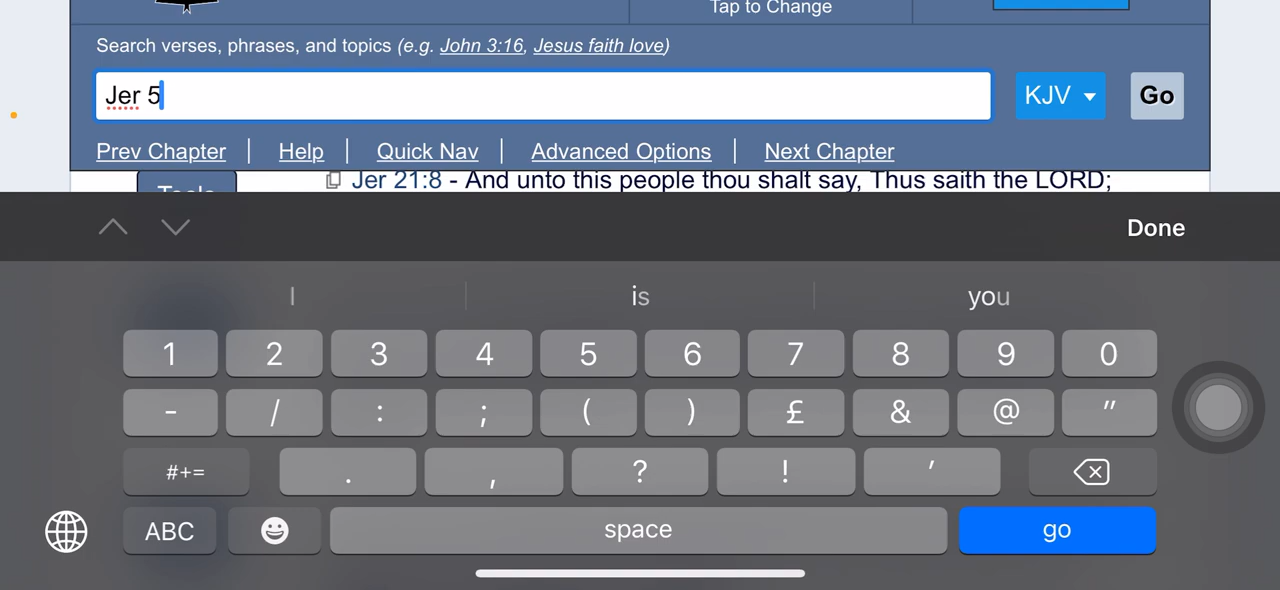 Tap to Change
Search verses, phrases, and topics (e.g. John 3:16, Jesus faith love)
Jer 5 KJV Go
Prev Chapter | Help | Quick Nav | Advanced Options | Next Chapter
Tools Jer 21:8 - And unto this people thou shalt say, Thus saith the LORD;
Done
I is you
1 2 3 4 5 6 7 8 9 0
- / : ; ( ) £ & @ "
#+= . , ? ! '
ABC space go